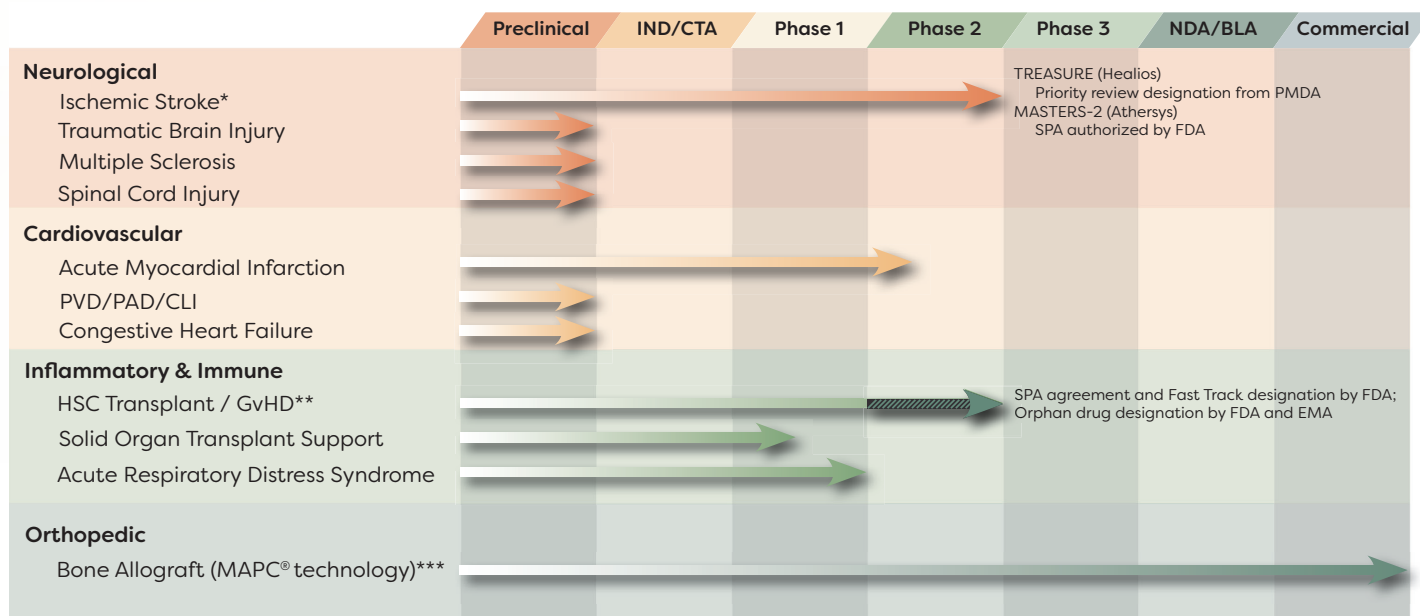 Preclinical IND/CTA Phase 1 Phase 2 Phase 3 NDA/BLA Commercial
Neurological
Ischemic Stroke*
TREASURE (Healios)
Priority review designation from PMDA
MASTERS-2 (Athersys)
SPA authorized by FDA
Traumatic Brain Injury
Multiple Sclerosis
Spinal Cord Injury
Cardiovascular
Acute Myocardial Infarction
PVD/PAD/CLI
Congestive Heart Failure
Inflammatory & Immune
HSC Transplant / GvHD**
SPA agreement and Fast Track designation by FDA;
Orphan drug designation by FDA and EMA
Solid Organ Transplant Support
Acute Respiratory Distress Syndrome
Orthopedic
Bone Allograft (MAPC® technology)***